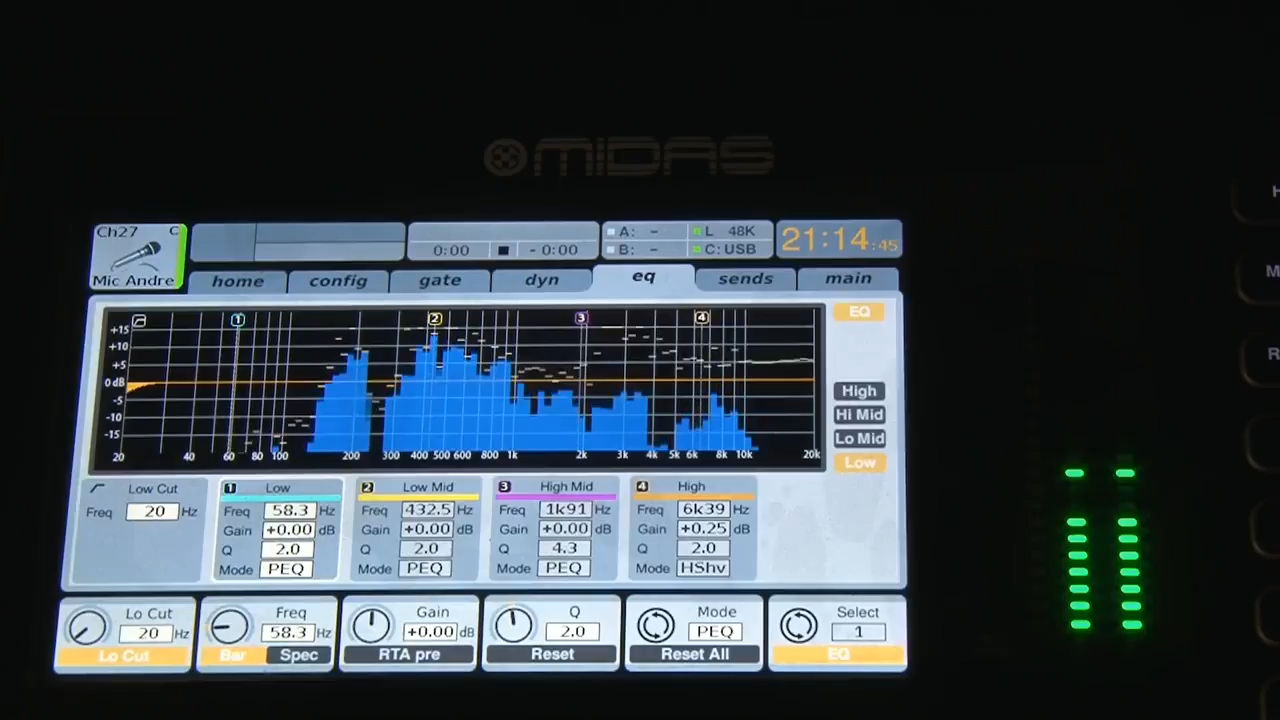 MIDAS
Ch27 C
Mic Andre
0:00 - 0:00
A: - L 48K
B: - C: USB
21:14:45
home config gate dyn eq sends main
1 2 3 4
+15
+10
+5
0dB
-5
-10
-15
20 40 60 80 100 200 300 400 500 600 800 1k 2k 3k 4k 5k 6k 8k 10k 20k
EQ
High
Hi Mid
Lo Mid
Low
Low Cut
Freq 20 Hz
1 Low
Freq 58.3 Hz
Gain +0.00 dB
Q 2.0
Mode PEQ
2 Low Mid
Freq 432.5 Hz
Gain +0.00 dB
Q 2.0
Mode PEQ
3 High Mid
Freq 1k91 Hz
Gain +0.00 dB
Q 4.3
Mode PEQ
4 High
Freq 6k39 Hz
Gain +0.25 dB
Q 2.0
Mode HShv
Lo Cut
20 Hz
Lo Cut
Freq
58.3 Hz
Bar Spec
Gain
+0.00 dB
RTA pre
Q
2.0
Reset
Mode
PEQ
Reset All
Select
1
EQ
H
M
R